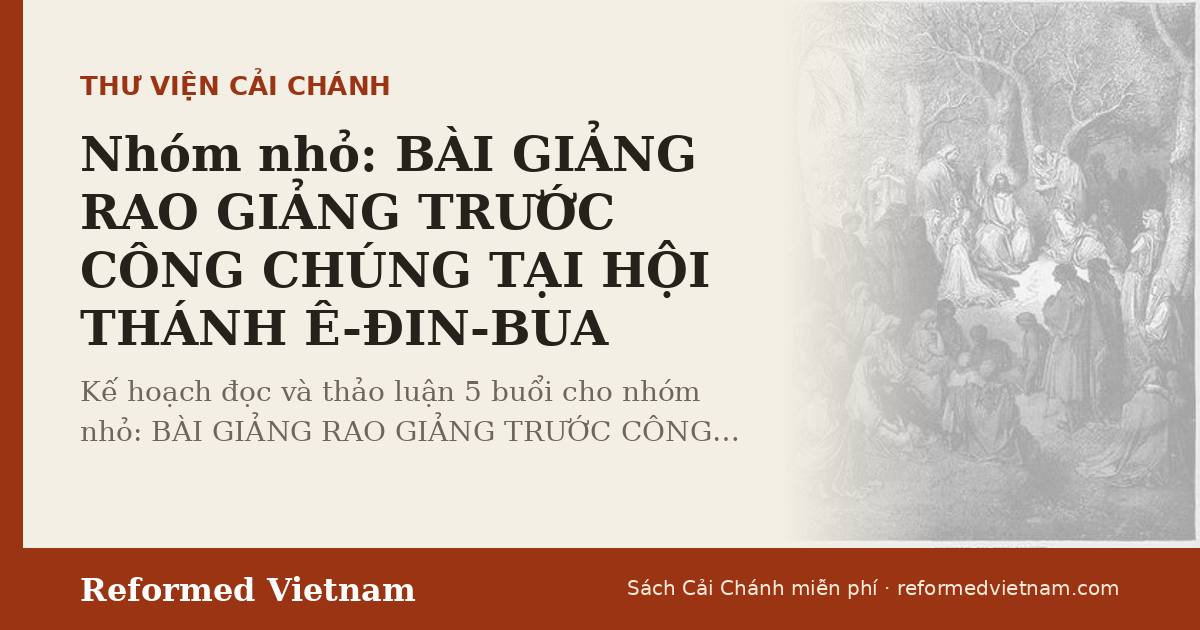 THƯ VIỆN CẢI CHÁNH
Nhóm nhỏ: BÀI GIẢNG
RAO GIẢNG TRƯỚC
CÔNG CHÚNG TẠI HỘI
THÁNH Ê-ĐIN-BUA
Kế hoạch đọc và thảo luận 5 buổi cho nhóm
nhỏ: BÀI GIẢNG RAO GIẢNG TRƯỚC CÔNG...
Reformed Vietnam
Sách Cải Chánh miễn phí · reformedvietnam.com